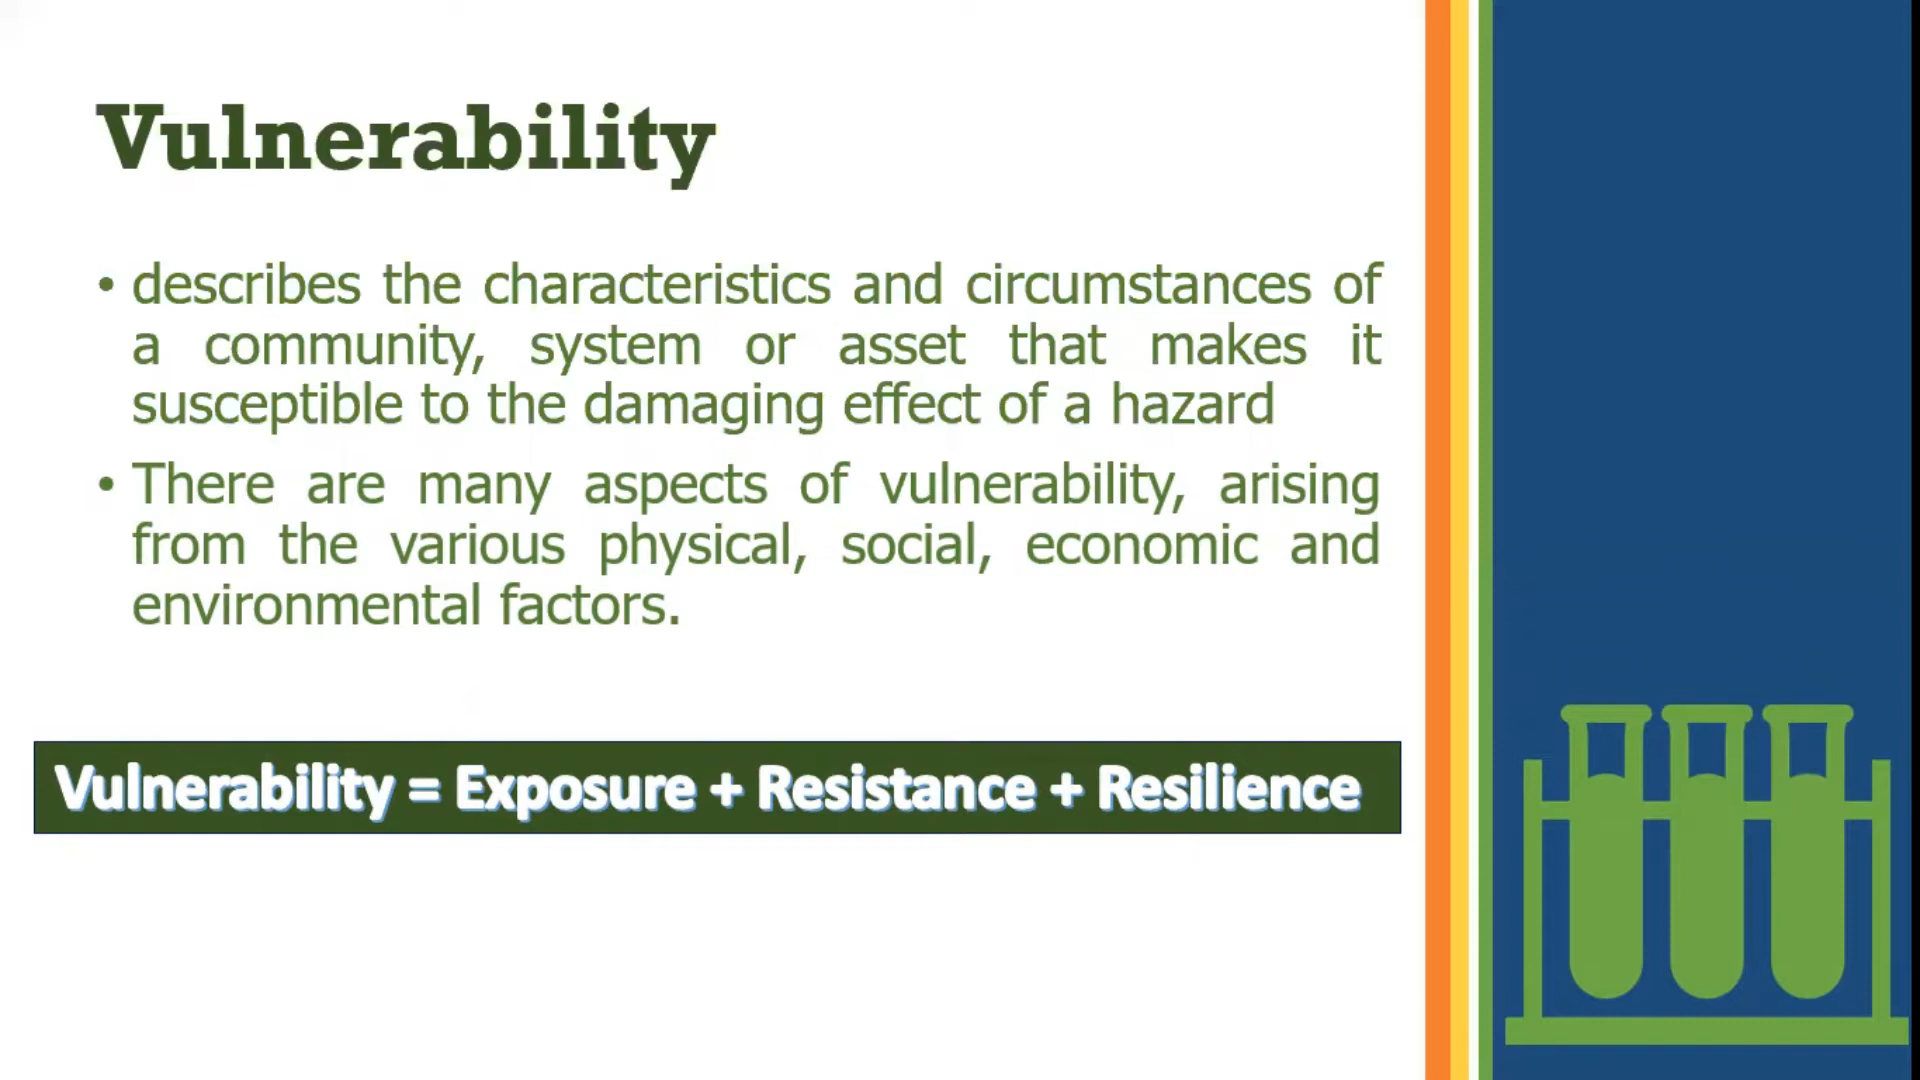 Vulnerability
• describes the characteristics and circumstances of
a community, system or asset that makes it
susceptible to the damaging effect of a hazard
• There are many aspects of vulnerability, arising
from the various physical, social, economic and
environmental factors.
Vulnerability = Exposure + Resistance + Resilience